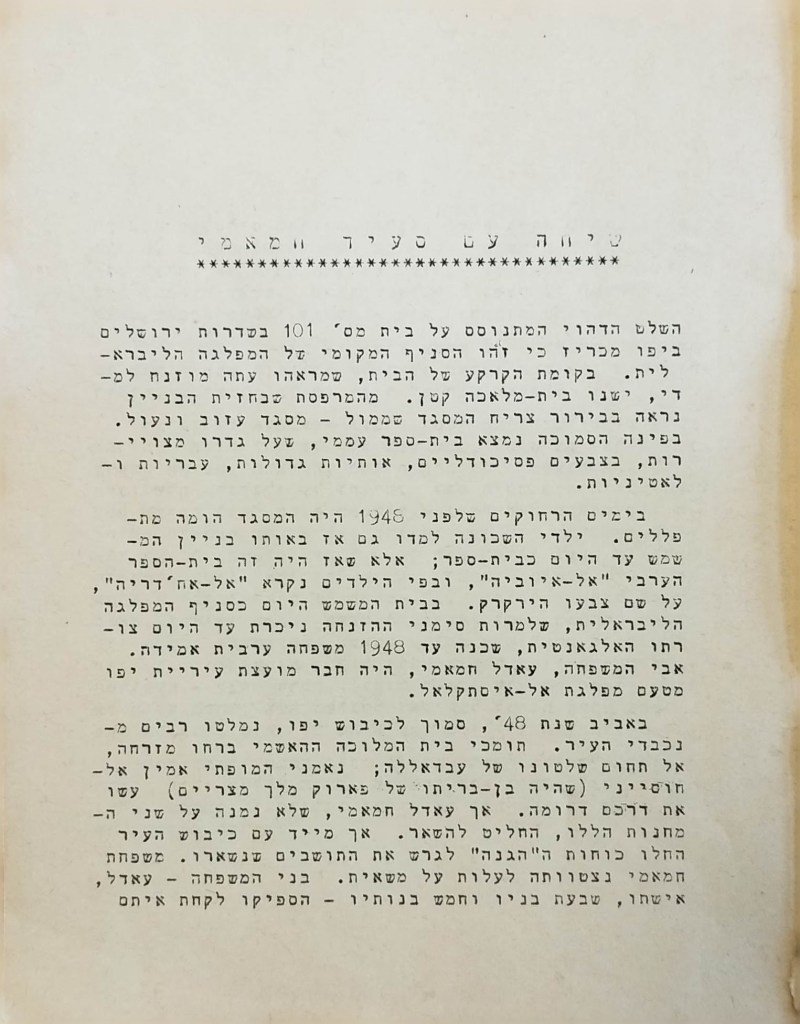 שיחה עם סעיד חמאמי
***********************************
השלט הדהוי המתנוסס על בית מס׳ 101 בשדרות ירושלים
ביפו מכריז כי זהו הסניף המקומי של המפלגה הליברא-
לית. בקומת הקרקע של הבית, שמראהו עתה מוזנח למ-
די, ישנו בית-מלאכה קטן. מהמרפסת שבחזית הבניין
נראה בבירור צריח המסגד שממול - מסגד עזוב ונעול.
בפינה הסמוכה נמצא בית-ספר עממי, שעל גדרו מצויי-
רות, בצבעים פסיכודליים, אותיות גדולות, עבריות ו-
לאטיניות.
בימים הרחוקים שלפני 1948 היה המסגד הומה מת-
פללים. ילדי השכונה למדו גם אז באותו בניין המ-
שמש עד היום כבית-ספר; אלא שאז היה זה בית-הספר
הערבי "אל-איוביה", ובפי הילדים נקרא "אל-אח׳דריה",
על שם צבעו הירקרק. בבית המשמש היום כסניף המפלגה
הליבראלית, שלמרות סימני ההזנחה ניכרת עד היום צו-
רתו האלגאנטית, שכנה עד 1948 משפחה ערבית אמידה.
אבי המשפחה, עאדל חמאמי, היה חבר מועצת עיריית יפו
מטעם מפלגת אל-איסתקלאל.
באביב שנת 48׳, סמוך לכיבוש יפו, נמלטו רבים מ-
נכבדי העיר. תומכי בית המלוכה ההאשמי ברחו מזרחה,
אל תחום שלטונו של עבדאללה; נאמני המופתי אמין אל-
חוסייני (שהיה בן-בריתו של פארוק מלך מצריים) עשו
את דרכם דרומה. אך עאדל חמאמי, שלא נמנה על שני ה-
מחנות הללו, החליט להשאר. אך מייד עם כיבוש העיר
החלו כוחות ה"הגנה" לגרש את התושבים שנשארו. משפחת
חמאמי נצטוותה לעלות על משאית. בני המשפחה - עאדל,
אישתו, שבעת בניו וחמש בנותיו - הספיקו לקחת איתם